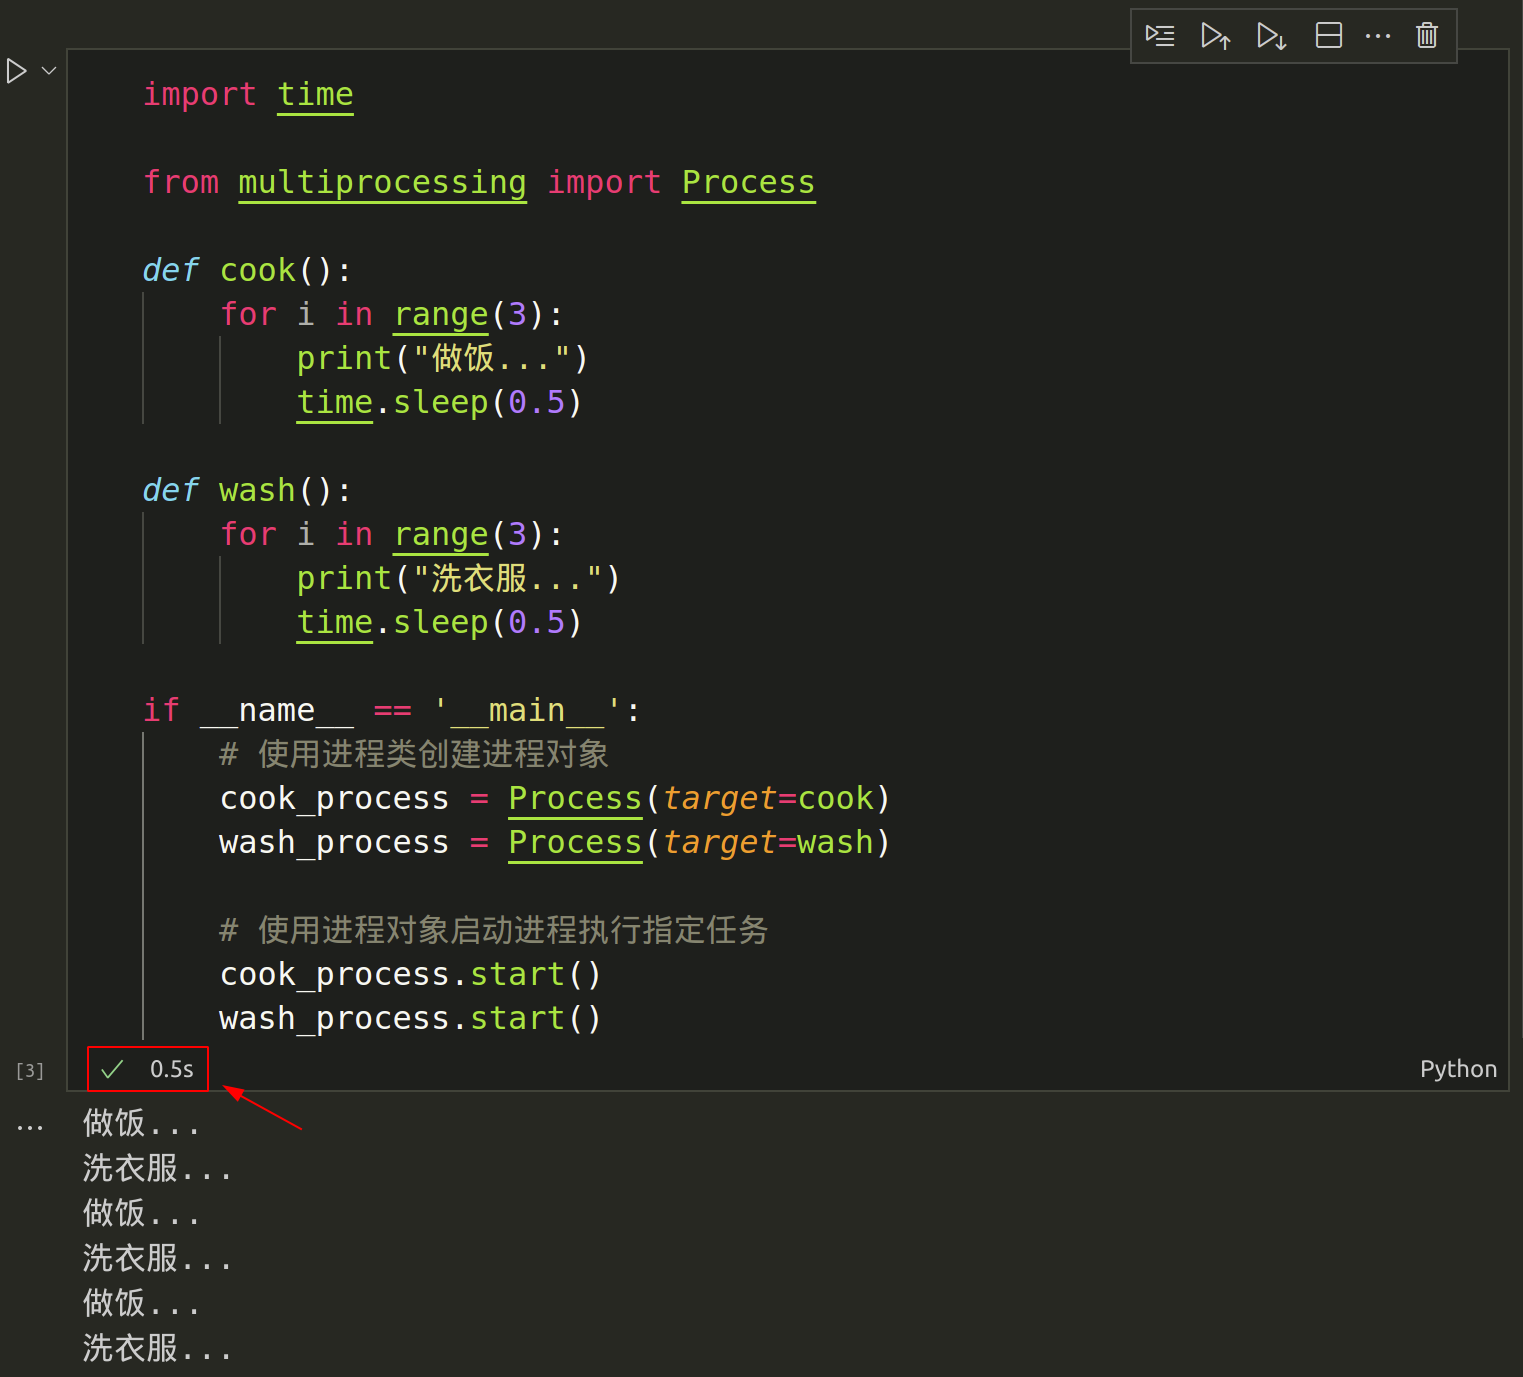 import time
from multiprocessing import Process
def cook():
for i in range(3):
print("做饭...")
time.sleep(0.5)
def wash():
for i in range(3):
print("洗衣服...")
time.sleep(0.5)
if __name__ == '__main__':
# 使用进程类创建进程对象
cook_process = Process(target=cook)
wash_process = Process(target=wash)
# 使用进程对象启动进程执行指定任务
cook_process.start()
wash_process.start()
[3] 0.5s Python
做饭...
洗衣服...
做饭...
洗衣服...
做饭...
洗衣服...